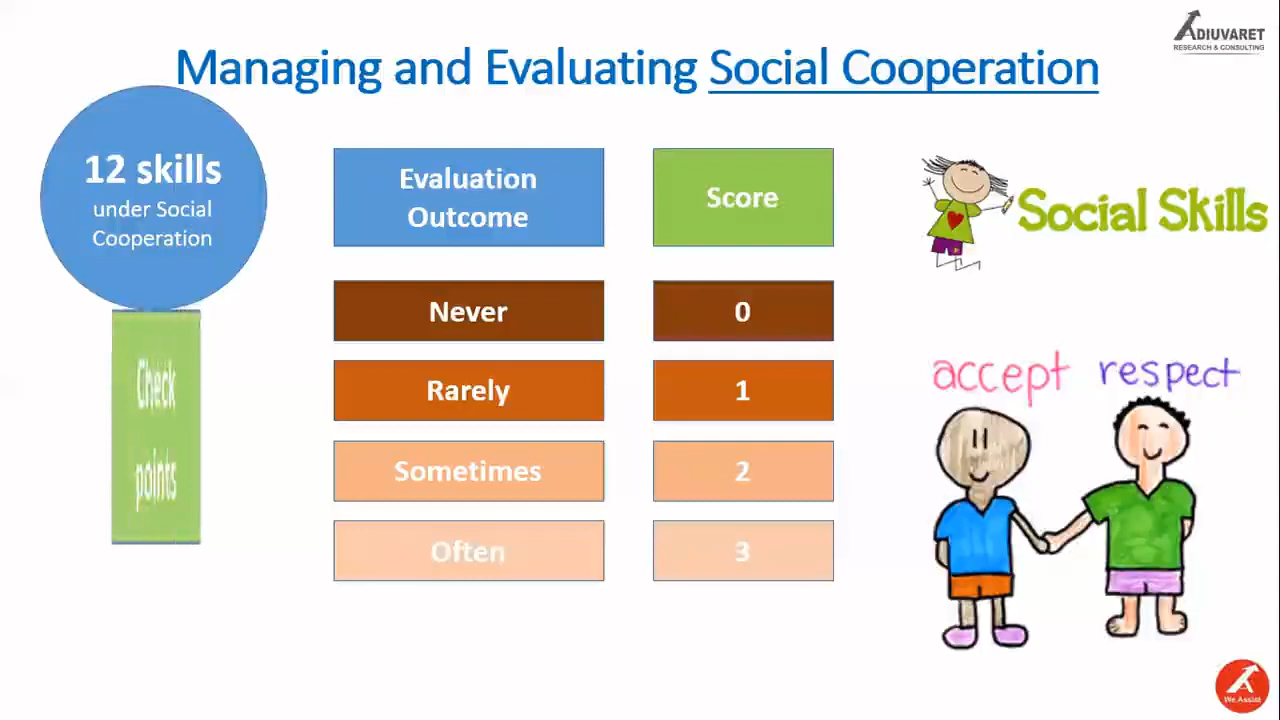 ADIUVARET
RESEARCH & CONSULTING
Managing and Evaluating Social Cooperation
12 skills
under Social
Cooperation
Check
points
Evaluation
Outcome
Score
Never
0
Rarely
1
Sometimes
2
Often
3
Social Skills
accept respect
We Assist